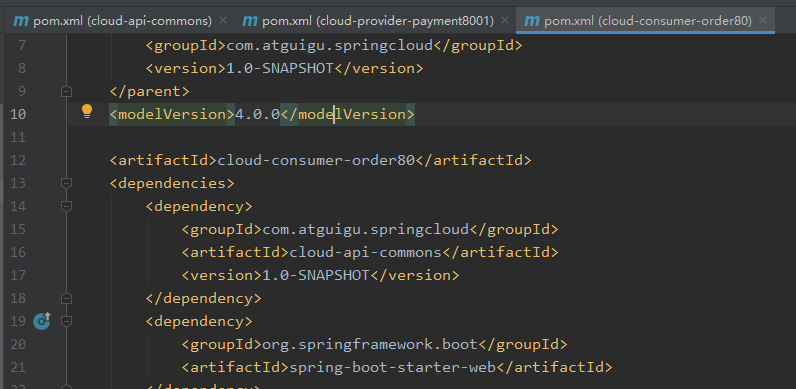 pom.xml (cloud-api-commons) × pom.xml (cloud-provider-payment8001) × pom.xml (cloud-consumer-order80) ×
7 <groupId>com.atguigu.springcloud</groupId>
8 <version>1.0-SNAPSHOT</version>
9 </parent>
10 <modelVersion>4.0.0</modelVersion>
11
12 <artifactId>cloud-consumer-order80</artifactId>
13 <dependencies>
14 <dependency>
15 <groupId>com.atguigu.springcloud</groupId>
16 <artifactId>cloud-api-commons</artifactId>
17 <version>1.0-SNAPSHOT</version>
18 </dependency>
19 <dependency>
20 <groupId>org.springframework.boot</groupId>
21 <artifactId>spring-boot-starter-web</artifactId>